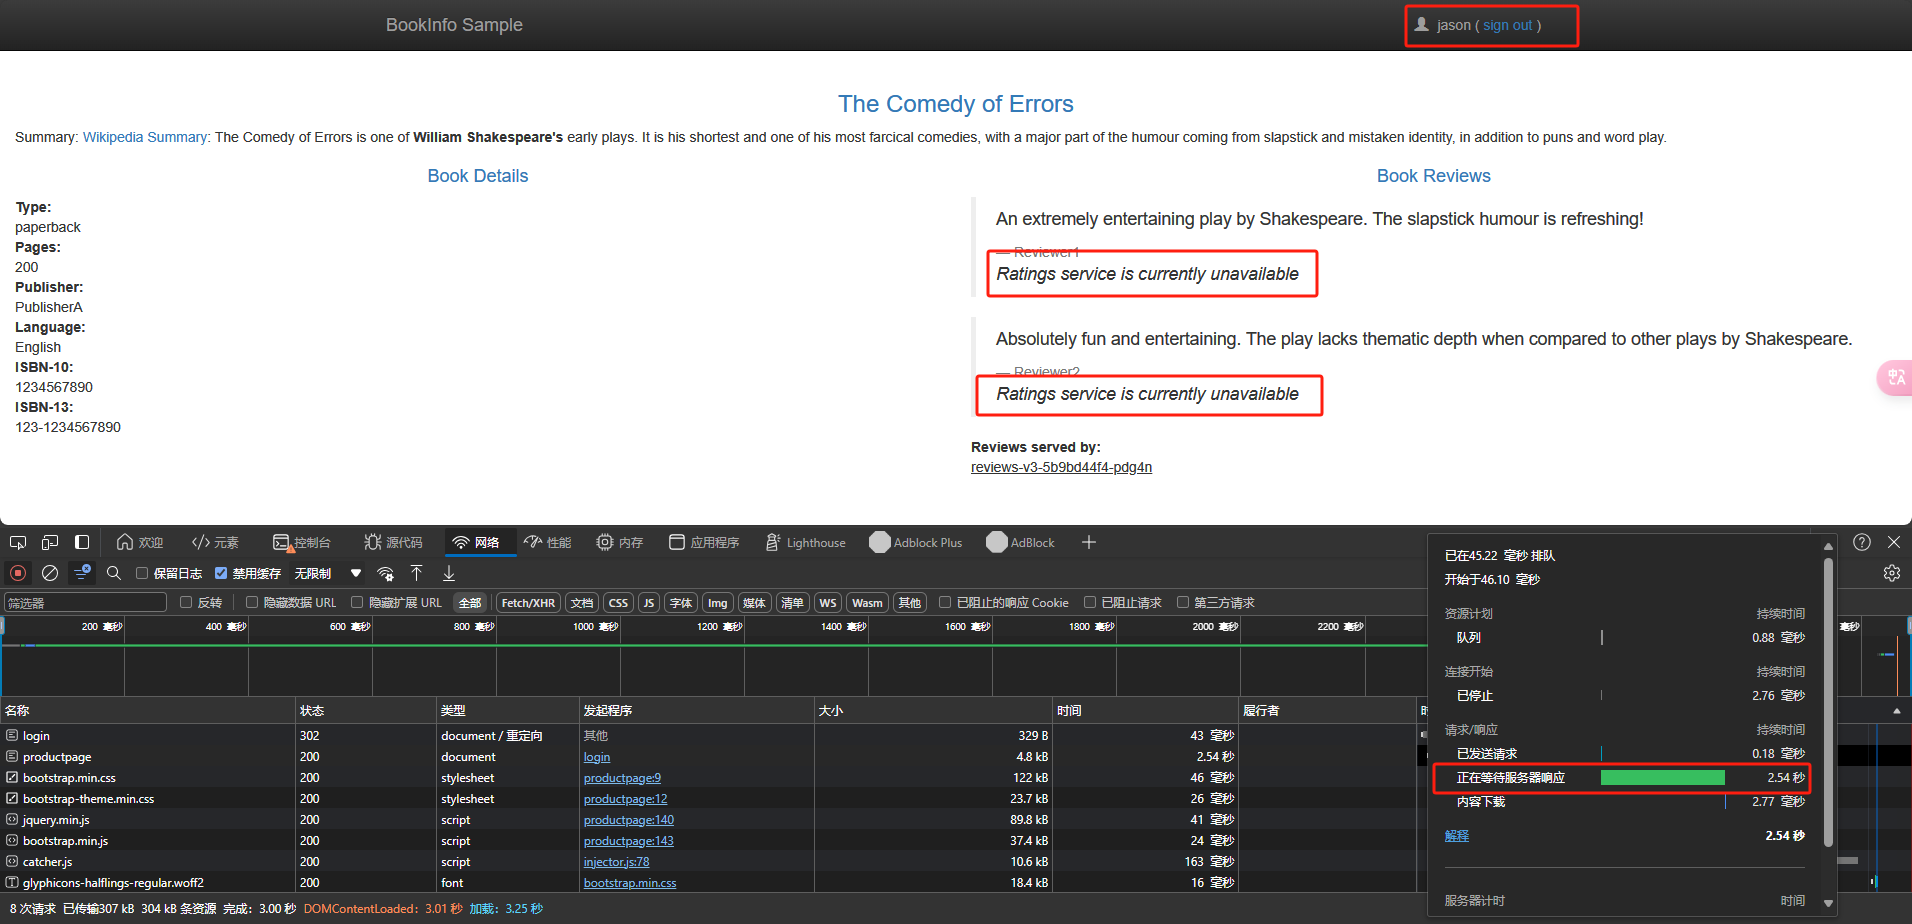 BookInfo Sample
jason ( sign out )
The Comedy of Errors
Summary: Wikipedia Summary: The Comedy of Errors is one of William Shakespeare's early plays. It is his shortest and one of his most farcical comedies, with a major part of the humour coming from slapstick and mistaken identity, in addition to puns and word play.
Book Details
Type:
paperback
Pages:
200
Publisher:
PublisherA
Language:
English
ISBN-10:
1234567890
ISBN-13:
123-1234567890
Book Reviews
An extremely entertaining play by Shakespeare. The slapstick humour is refreshing!
— Reviewer1
Ratings service is currently unavailable
Absolutely fun and entertaining. The play lacks thematic depth when compared to other plays by Shakespeare.
— Reviewer2
Ratings service is currently unavailable
Reviews served by:
reviews-v3-5b9bd44f4-pdg4n
中A
欢迎 元素 控制台 源代码 网络 性能 内存 应用程序 Lighthouse Adblock Plus AdBlock
保留日志 禁用缓存 无限制
筛选器 反转 隐藏数据 URL 隐藏扩展 URL 全部 Fetch/XHR 文档 CSS JS 字体 Img 媒体 清单 WS Wasm 其他 已阻止的响应 Cookie 已阻止请求 第三方请求
200 毫秒 400 毫秒 600 毫秒 800 毫秒 1000 毫秒 1200 毫秒 1400 毫秒 1600 毫秒 1800 毫秒 2000 毫秒 2200 毫秒 毫秒
名称 状态 类型 发起程序 大小 时间 履行者
login 302 document / 重定向 其他 329 B 43 毫秒
productpage 200 document login 4.8 kB 2.54 秒
bootstrap.min.css 200 stylesheet productpage:9 122 kB 46 毫秒
bootstrap-theme.min.css 200 stylesheet productpage:12 23.7 kB 26 毫秒
jquery.min.js 200 script productpage:140 89.8 kB 41 毫秒
bootstrap.min.js 200 script productpage:143 37.4 kB 24 毫秒
catcher.js 200 script injector.js:78 10.6 kB 163 毫秒
glyphicons-halflings-regular.woff2 200 font bootstrap.min.css 18.4 kB 16 毫秒
8 次请求 已传输307 kB 304 kB 条资源 完成: 3.00 秒 DOMContentLoaded: 3.01 秒 加载: 3.25 秒
已在45.22 毫秒 排队
开始于46.10 毫秒
资源计划 持续时间
队列 0.88 毫秒
连接开始 持续时间
已停止 2.76 毫秒
请求/响应 持续时间
已发送请求 0.18 毫秒
正在等待服务器响应 2.54 秒
内容下载 2.77 毫秒
解释 2.54 秒
服务器计时 时间